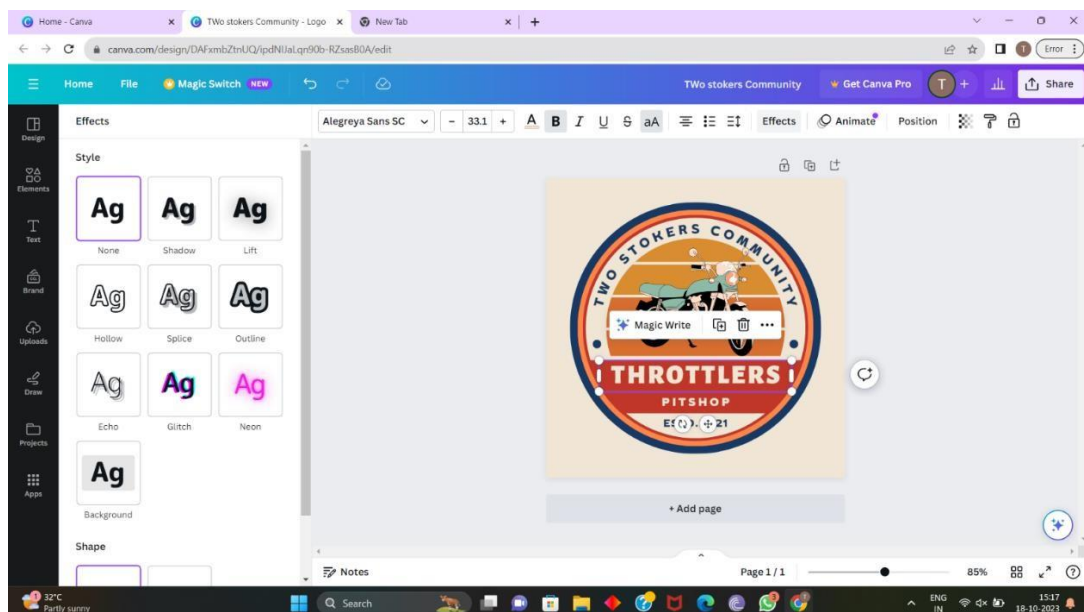 Home - Canva
TWo stokers Community - Logo
New Tab
canva.com/design/DAFxmbZtnUQ/ipdNUaLqn90b-RZsasB0A/edit
Error
Home File Magic Switch NEW TWo stokers Community Get Canva Pro T Share
Design
Elements
Text
Brand
Uploads
Draw
Projects
Apps
Effects
Style
Ag Ag Ag
None Shadow Lift
Ag Ag Ag
Hollow Splice Outline
Ag Ag Ag
Echo Glitch Neon
Ag
Background
Shape
Alegreya Sans SC - 33.1 + A B I U S aA Effects Animate Position
TWO STOKERS COMMUNITY
Magic Write
THROTTLERS
PITSHOP
21
+ Add page
Notes
Page 1 / 1 85%
32°C
Partly sunny
Search
ENG
IN
15:17
18-10-2023